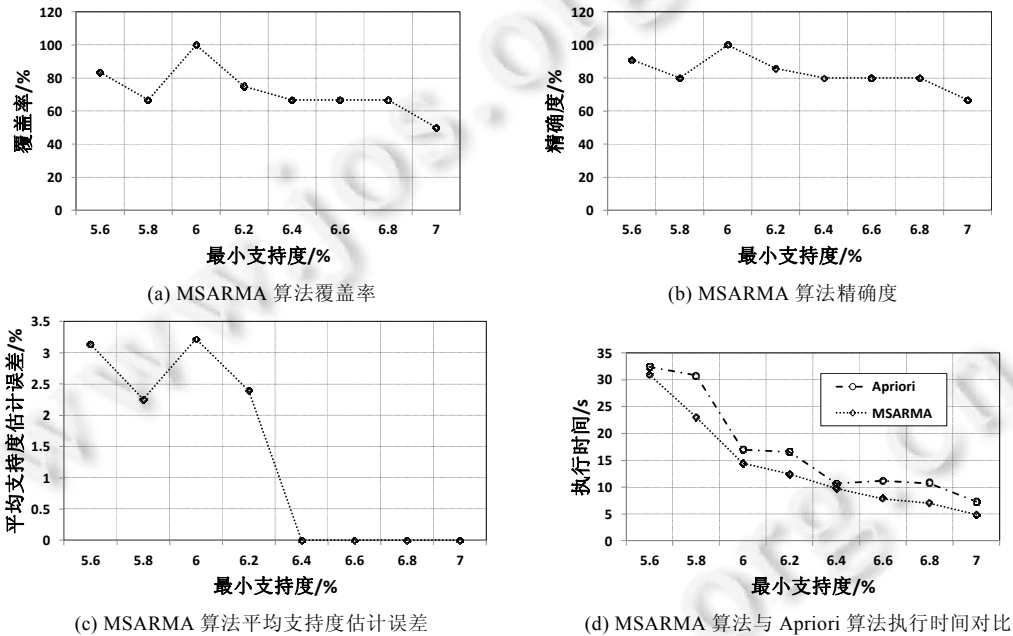 120
100
80
60
40
20
0
覆盖率/%
5.6 5.8 6 6.2 6.4 6.6 6.8 7
最小支持度/%
(a) MSARMA 算法覆盖率
120
100
80
60
40
20
0
精确度/%
5.6 5.8 6 6.2 6.4 6.6 6.8 7
最小支持度/%
(b) MSARMA 算法精确度
3.5
3
2.5
2
1.5
1
0.5
0
平均支持度估计误差/%
5.6 5.8 6 6.2 6.4 6.6 6.8 7
最小支持度/%
(c) MSARMA 算法平均支持度估计误差
35
30
25
20
15
10
5
0
执行时间/s
Apriori
MSARMA
5.6 5.8 6 6.2 6.4 6.6 6.8 7
最小支持度/%
(d) MSARMA 算法与 Apriori 算法执行时间对比
www.jos.org.cn